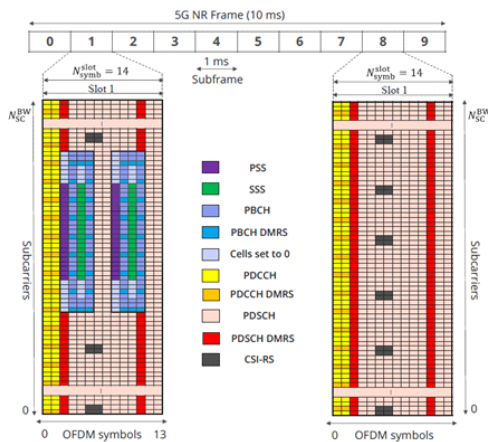 5G NR Frame (10 ms)
0 1 2 3 4 5 6 7 8 9
1 ms
Subframe
N_symb^slot = 14
Slot 1
N_symb^slot = 14
Slot 1
N_SC^BW
Subcarriers
0
0 OFDM symbols 13
PSS
SSS
PBCH
PBCH DMRS
Cells set to 0
PDCCH
PDCCH DMRS
PDSCH
PDSCH DMRS
CSI-RS
N_SC^BW
Subcarriers
0
0 OFDM symbols